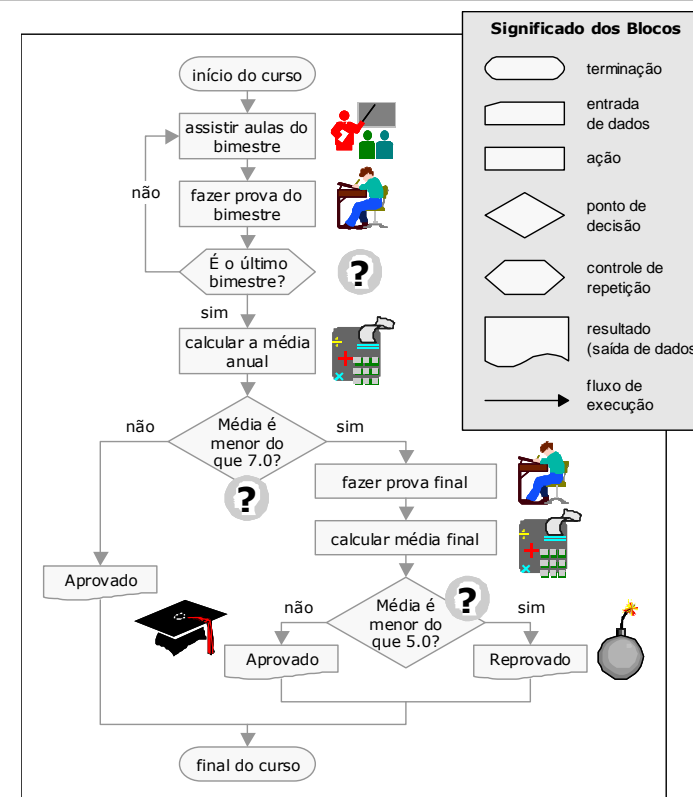 Significado dos Blocos
terminação
entrada
de dados
ação
ponto de
decisão
controle de
repetição
resultado
(saída de dados
fluxo de
execução
início do curso
assistir aulas do
bimestre
não
fazer prova do
bimestre
É o último
bimestre?
?
sim
calcular a média
anual
não
Média é
menor do
que 7.0?
sim
?
fazer prova final
calcular média final
Aprovado
não
Média é
menor do
que 5.0?
?
sim
Aprovado
Reprovado
final do curso